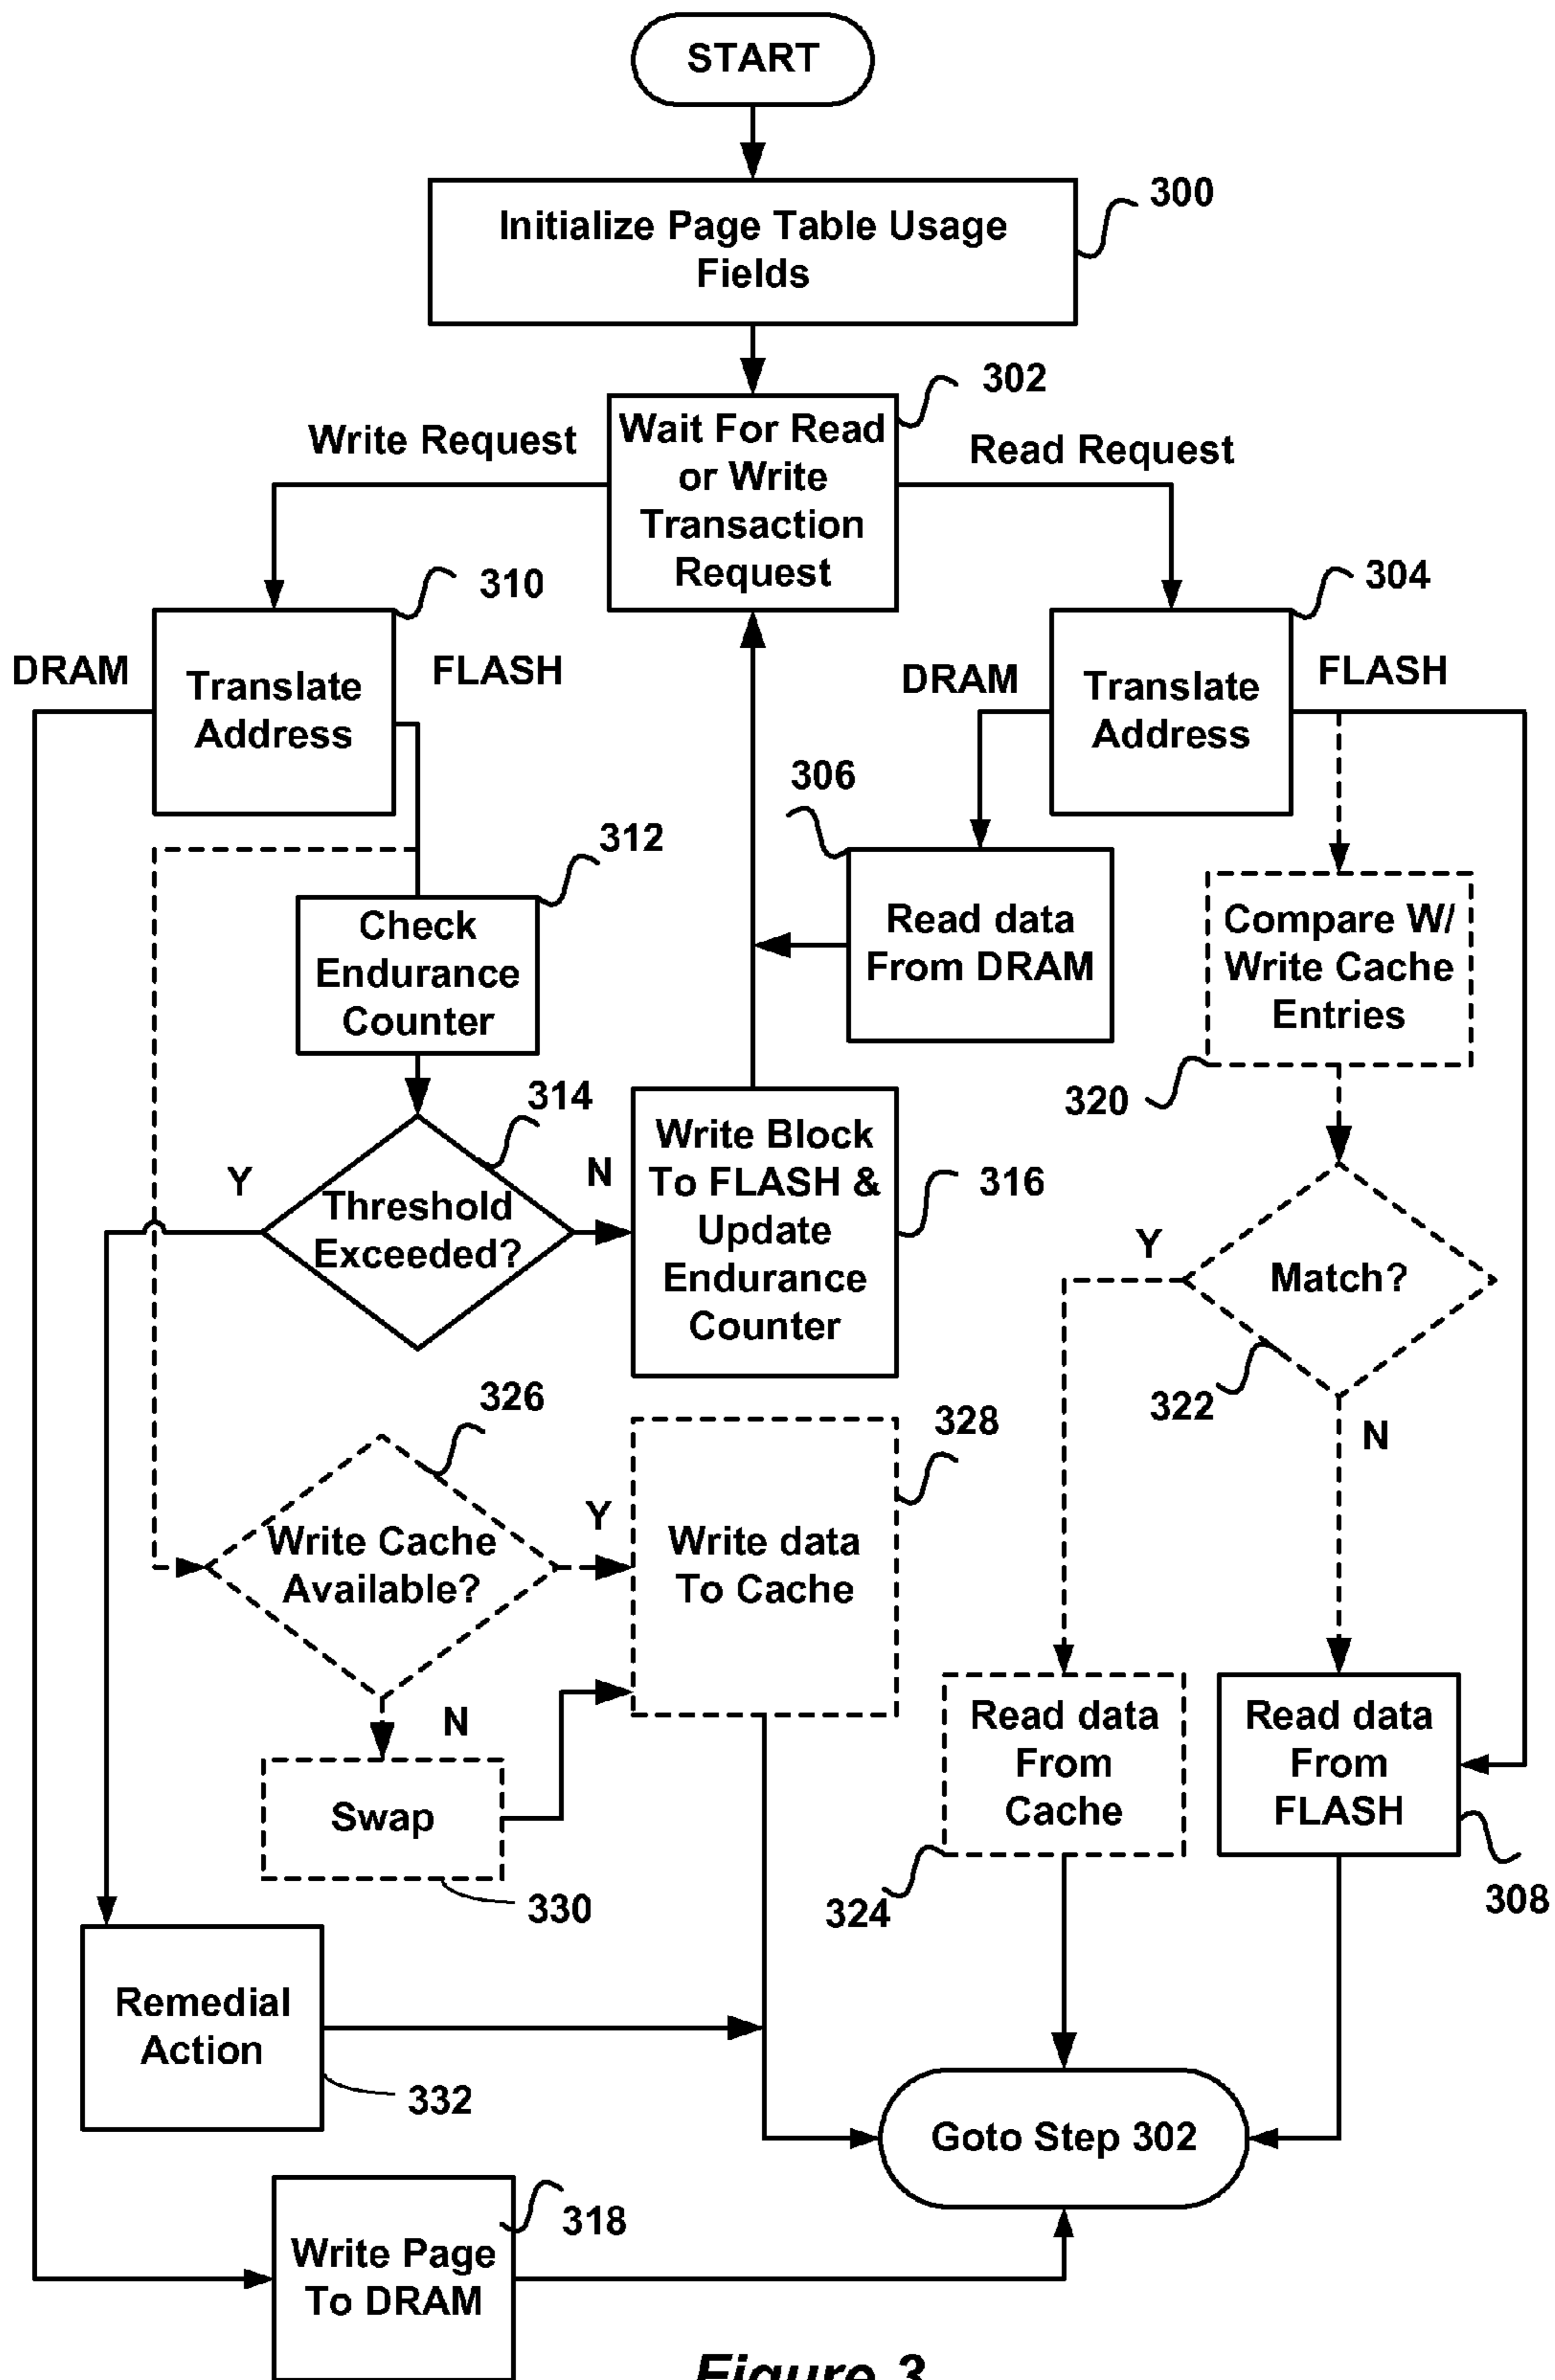 START
Initialize Page Table Usage
Fields
300
302
Wait For Read
or Write
Transaction
Request
Write Request
Read Request
310
304
DRAM
Translate
Address
FLASH
DRAM
Translate
Address
FLASH
306
312
Check
Endurance
Counter
Read data
From DRAM
Compare W/
Write Cache
Entries
320
314
Y
Threshold
Exceeded?
N
Write Block
To FLASH &
Update
Endurance
Counter
316
Y
Match?
322
N
326
328
Write Cache
Available?
Y
Write data
To Cache
N
Swap
330
Read data
From
Cache
324
Read data
From
FLASH
308
Remedial
Action
332
Goto Step 302
318
Write Page
To DRAM
Figure 3